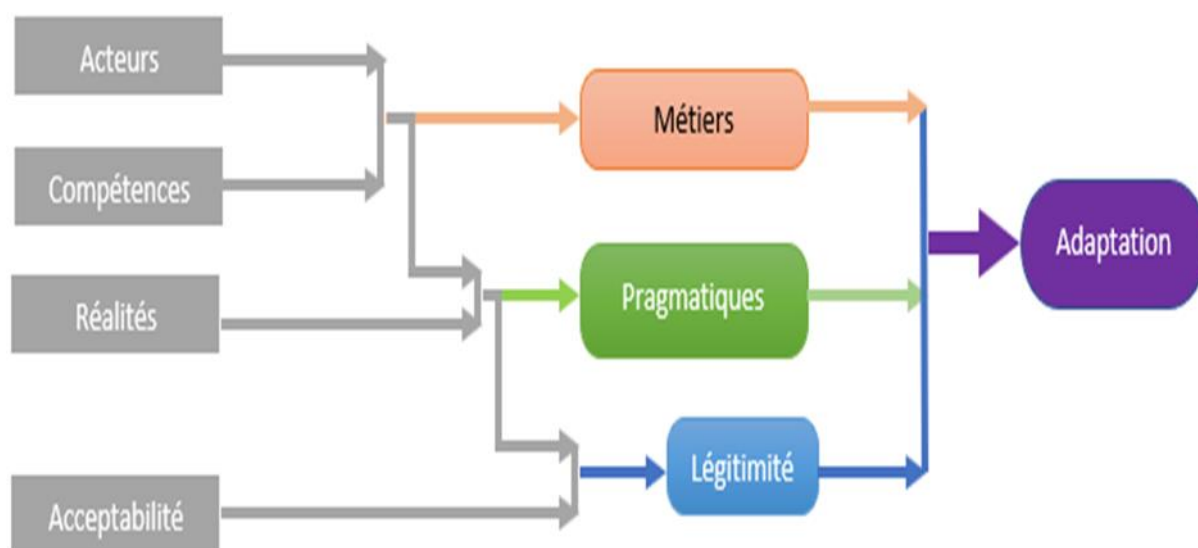 Acteurs
Compétences
Réalités
Acceptabilité
Métiers
Pragmatiques
Légitimité
Adaptation